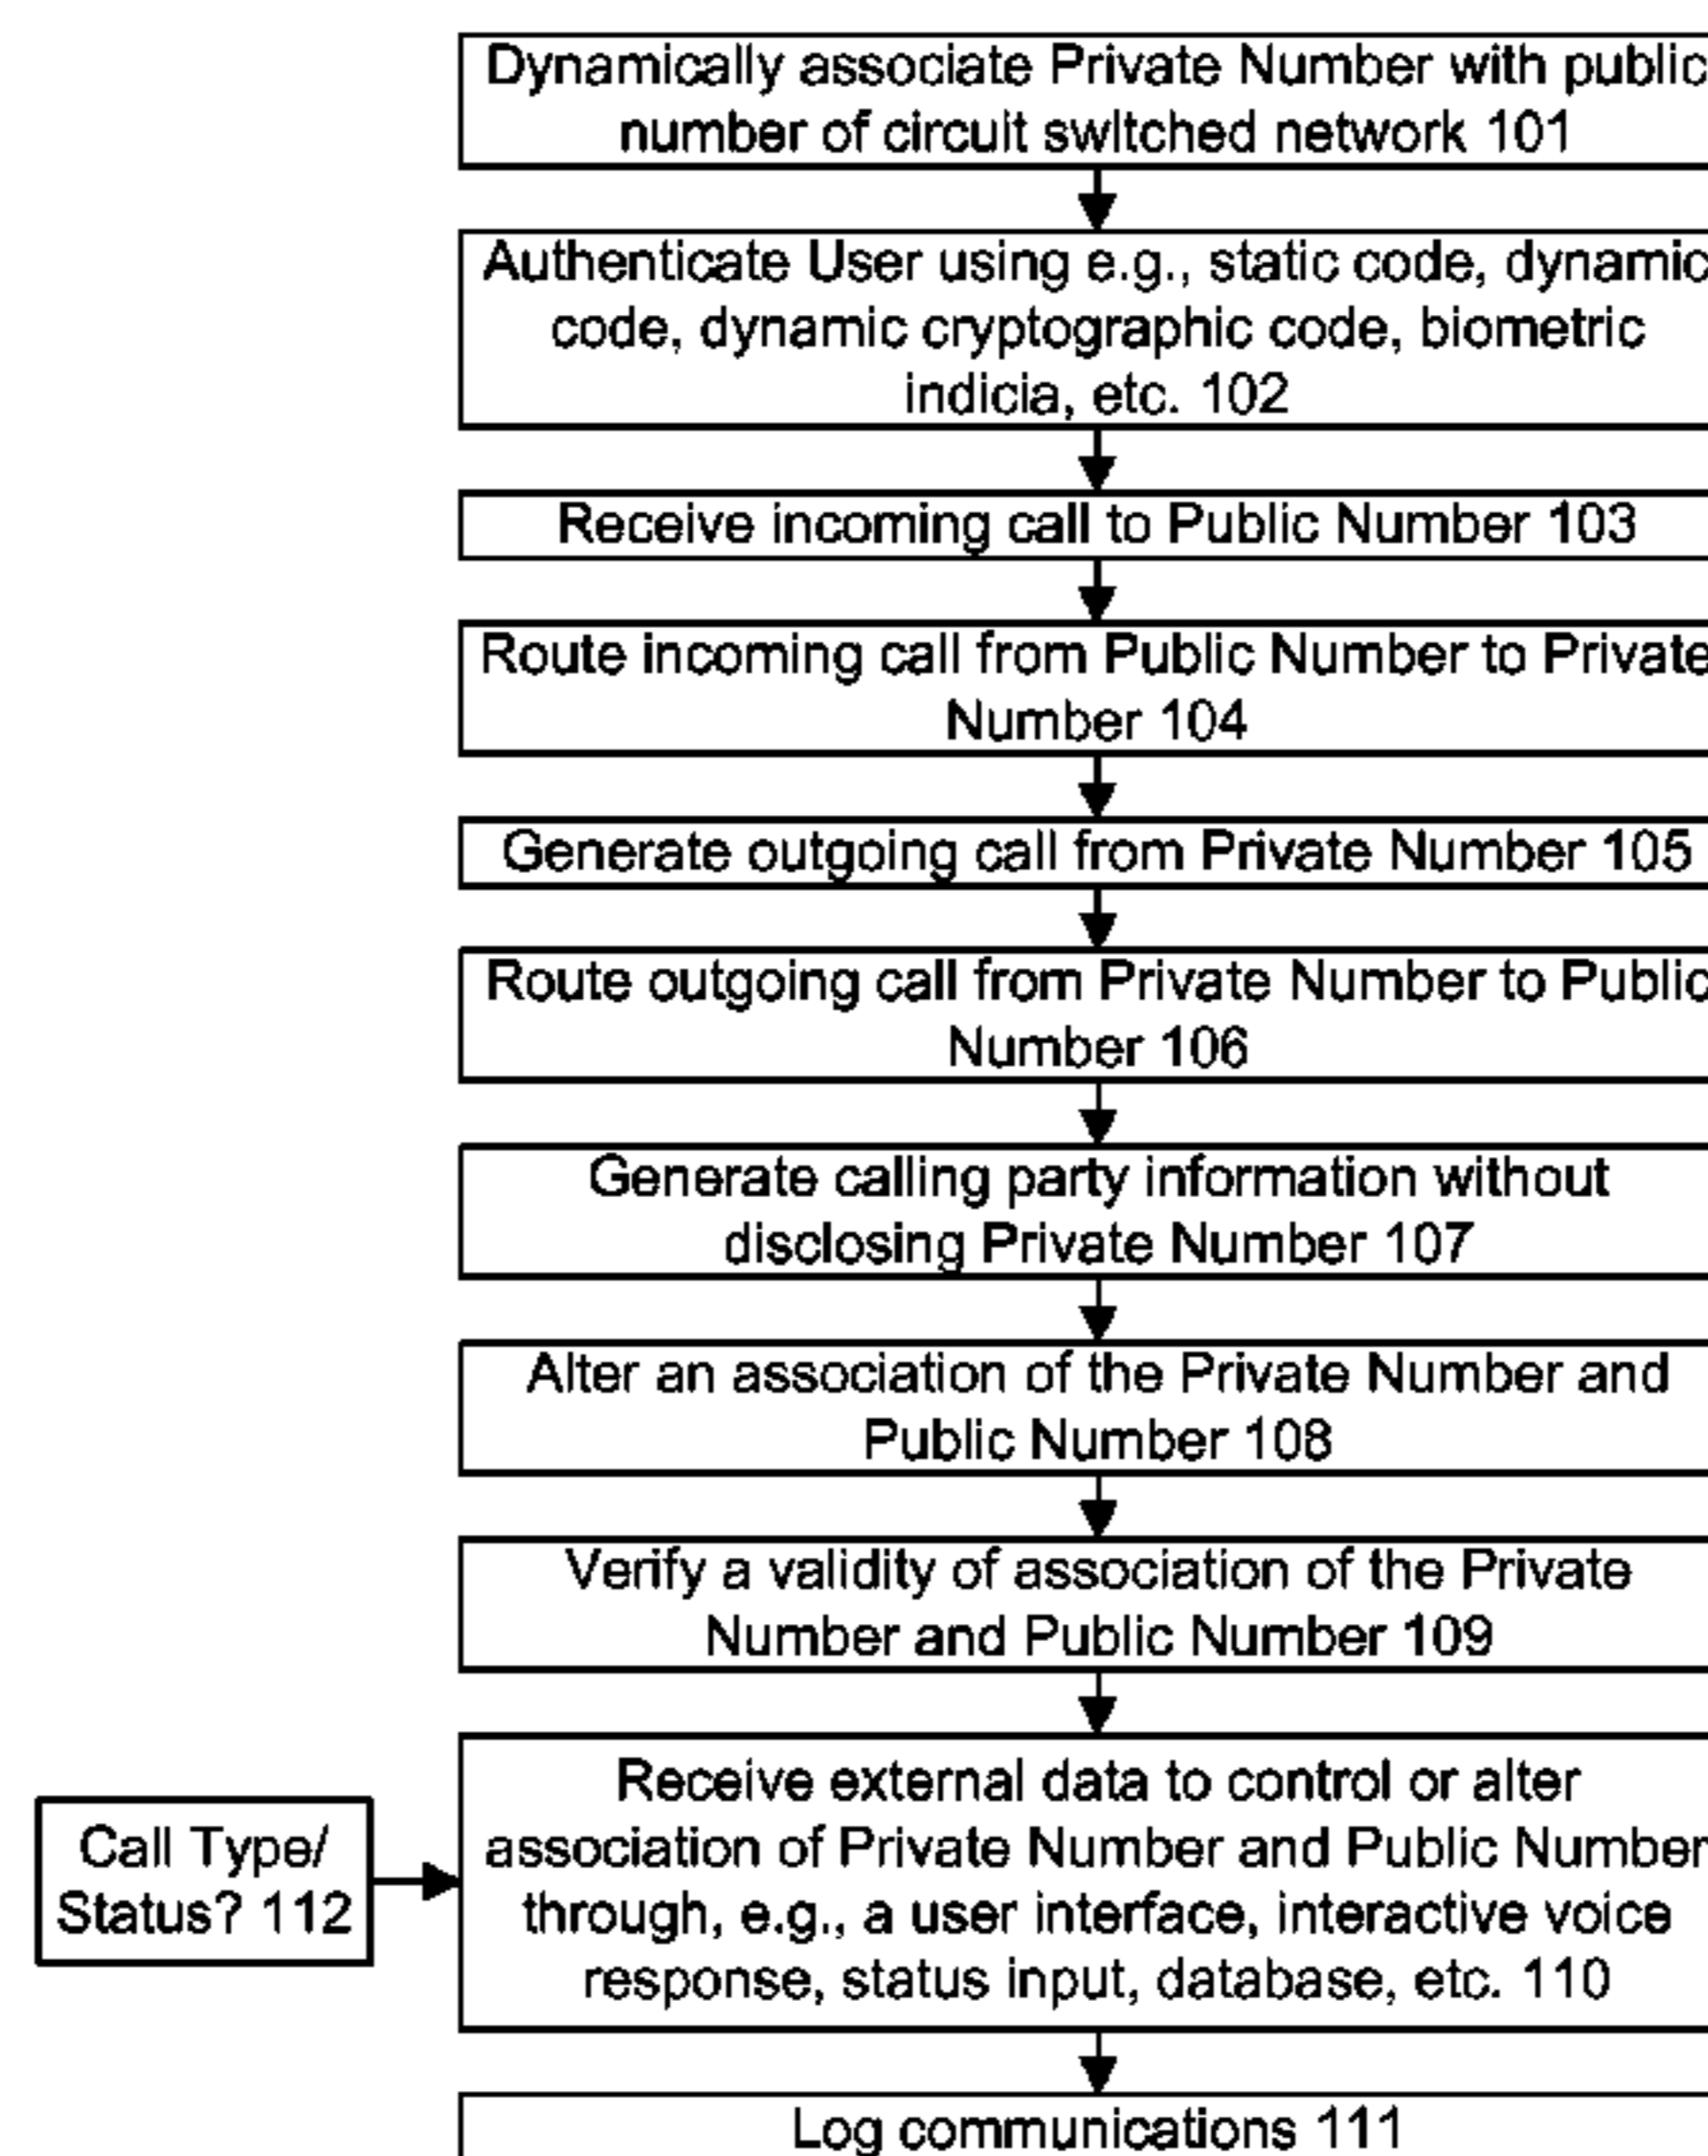 Dynamically associate Private Number with public
number of circuit switched network 101
Authenticate User using e.g., static code, dynamic
code, dynamic cryptographic code, biometric
indicia, etc. 102
Receive incoming call to Public Number 103
Route incoming call from Public Number to Private
Number 104
Generate outgoing call from Private Number 105
Route outgoing call from Private Number to Public
Number 106
Generate calling party information without
disclosing Private Number 107
Alter an association of the Private Number and
Public Number 108
Verify a validity of association of the Private
Number and Public Number 109
Call Type/
Status? 112
Receive external data to control or alter
association of Private Number and Public Number
through, e.g., a user interface, interactive voice
response, status input, database, etc. 110
Log communications 111